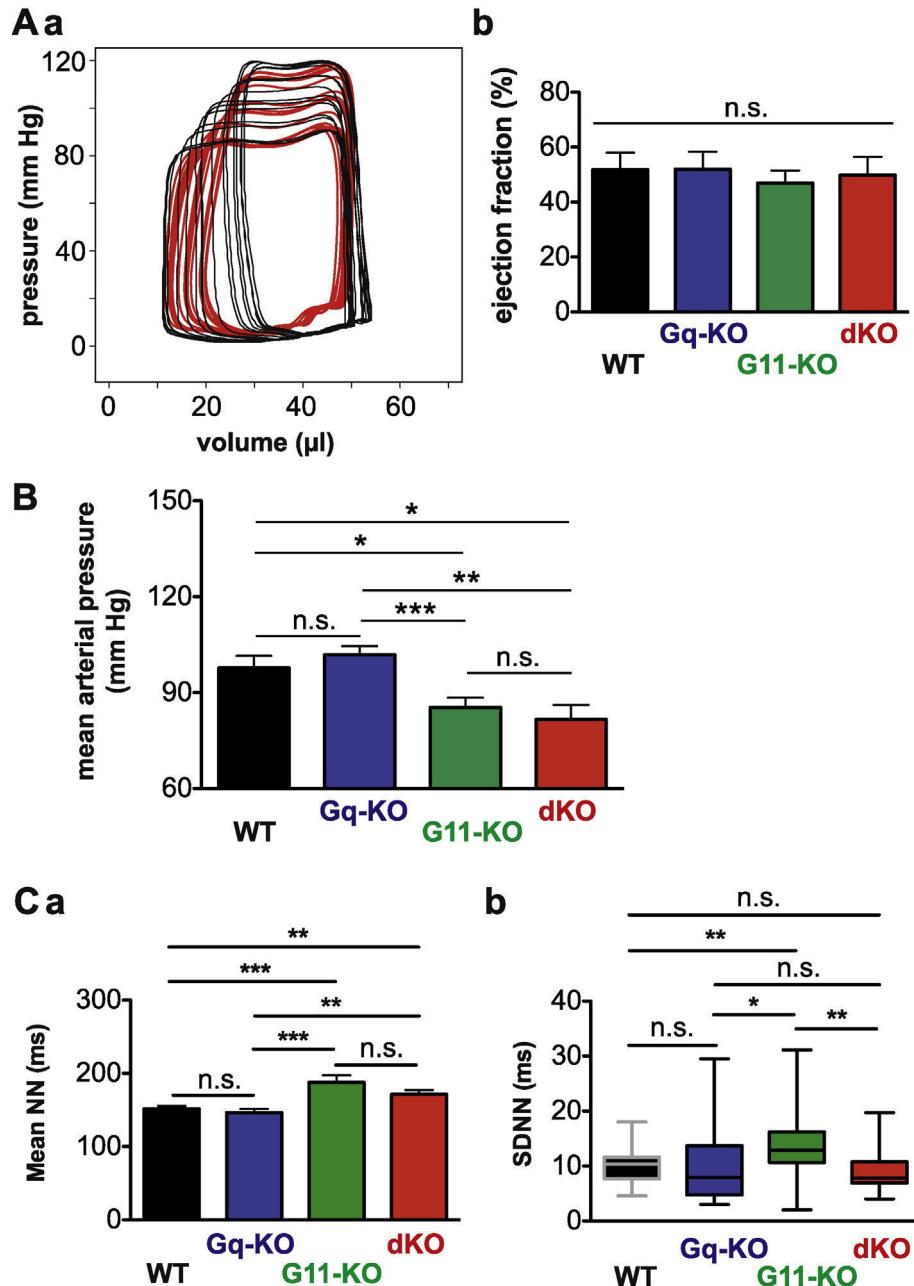 A a
pressure (mm Hg)
120
80
40
0
0 20 40 60
volume (µl)
b
ejection fraction (%)
80
60
40
20
0
n.s.
Gq-KO dKO
WT G11-KO
B
mean arterial pressure
(mm Hg)
150
120
90
60
*
*
**
n.s. ***
n.s.
Gq-KO dKO
WT G11-KO
C a
Mean NN (ms)
300
200
100
0
**
***
**
***
n.s. n.s.
Gq-KO dKO
WT G11-KO
b
SDNN (ms)
40
30
20
10
0
n.s.
**
n.s.
n.s. * **
Gq-KO dKO
WT G11-KO